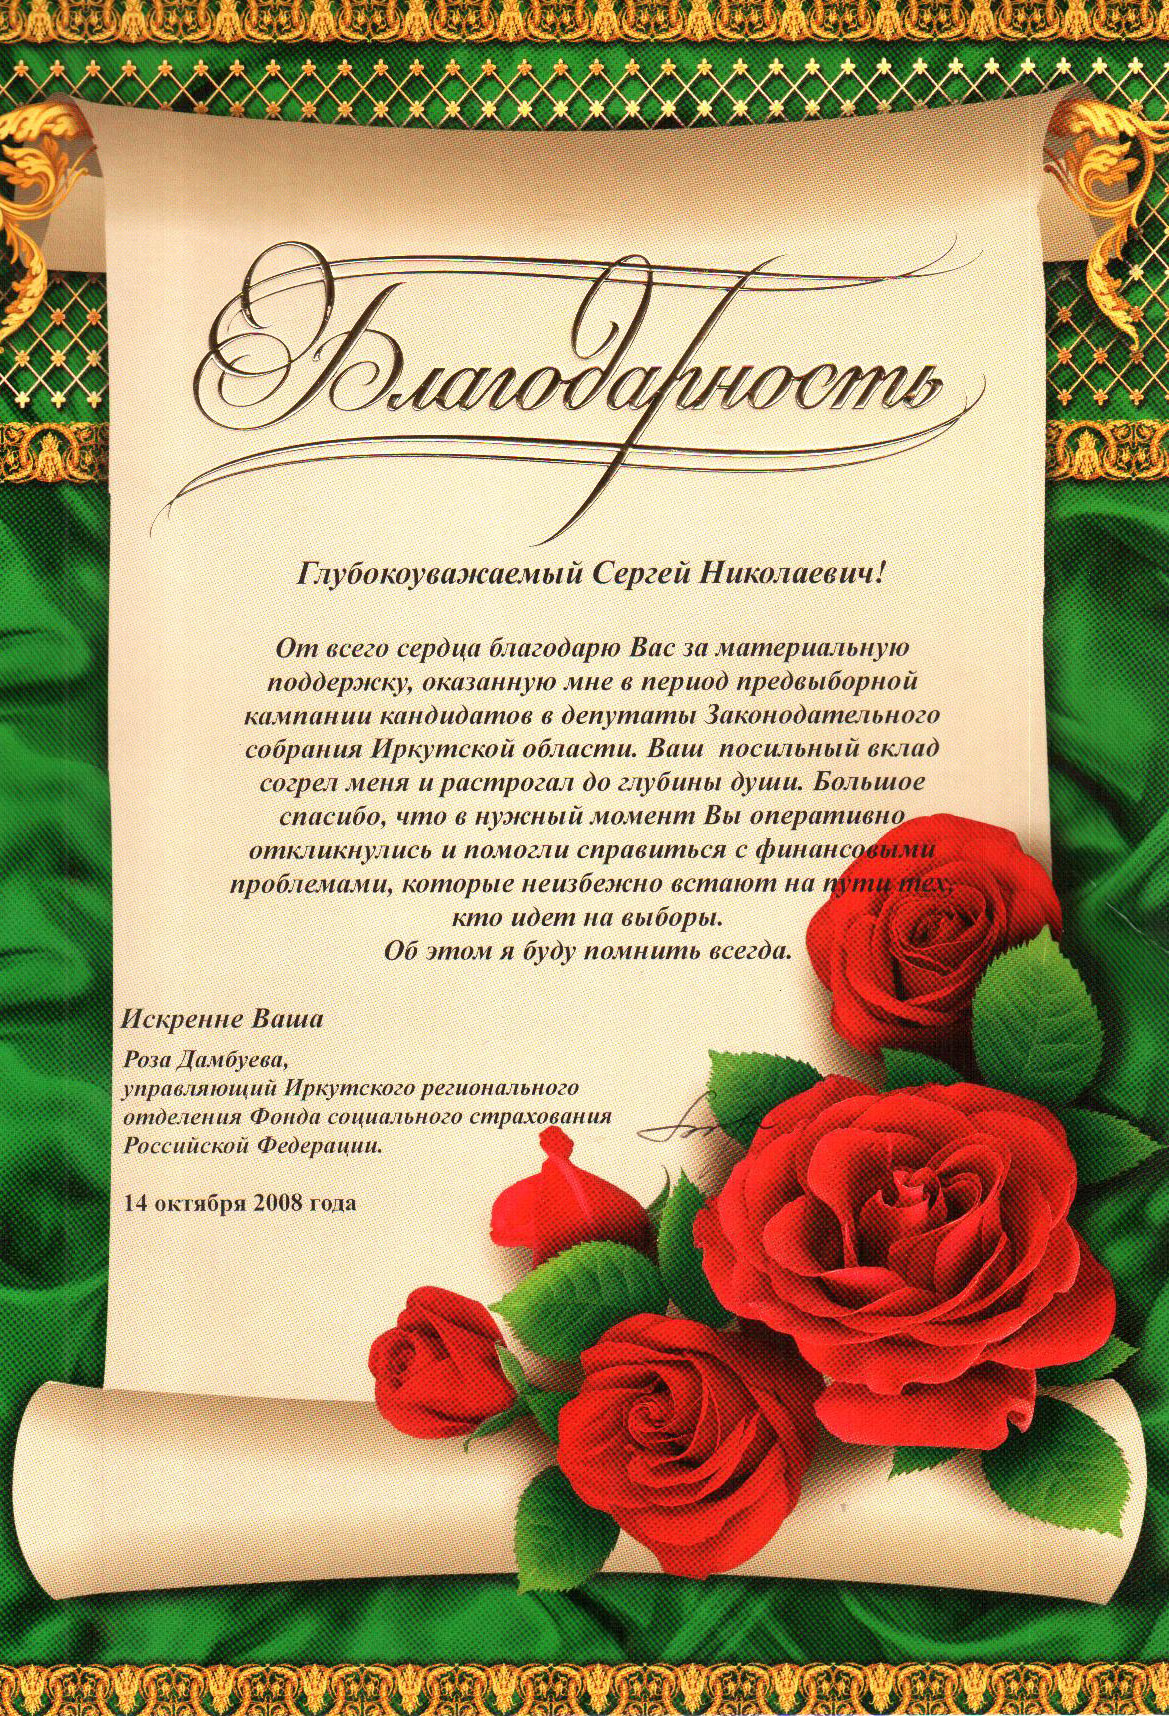 Благодарность
Глубокоуважаемый Сергей Николаевич!
От всего сердца благодарю Вас за материальную
поддержку, оказанную мне в период предвыборной
кампании кандидатов в депутаты Законодательного
собрания Иркутской области. Ваш посильный вклад
согрел меня и растрогал до глубины души. Большое
спасибо, что в нужный момент Вы оперативно
откликнулись и помогли справиться с финансовыми
проблемами, которые неизбежно встают на пути тех,
кто идет на выборы.
Об этом я буду помнить всегда.
Искренне Ваша
Роза Дамбуева,
управляющий Иркутского регионального
отделения Фонда социального страхования
Российской Федерации.
14 октября 2008 года